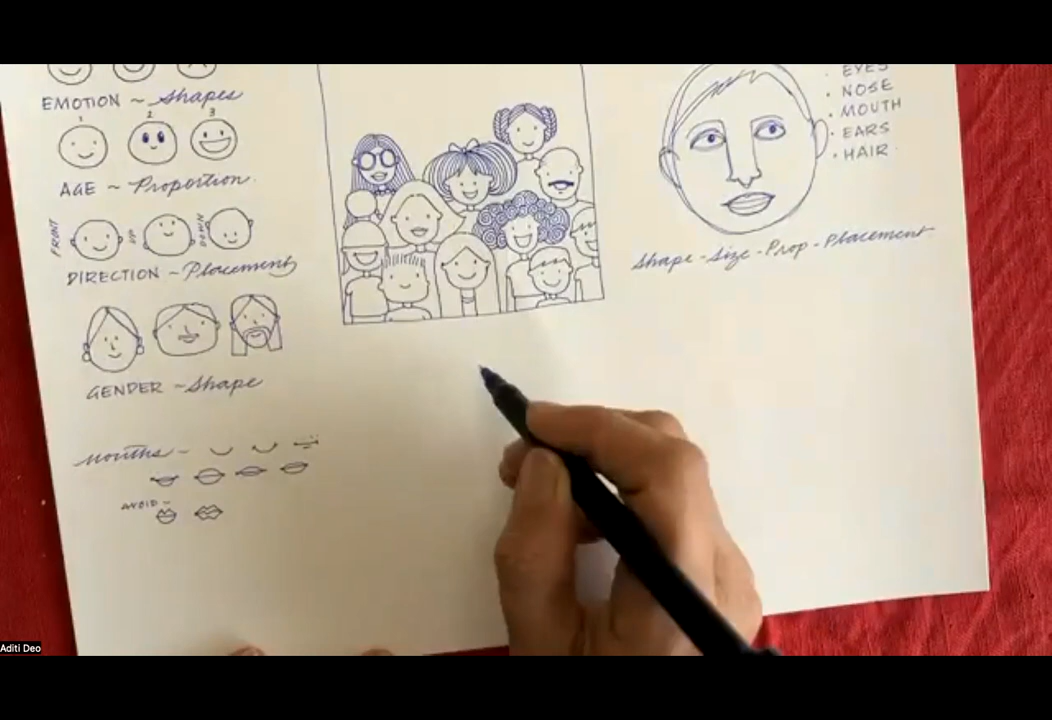 EMOTION ~ Shapes
1 2 3
AGE ~ Proportion.
FRONT UP DOWN
DIRECTION ~ Placement
GENDER ~ Shape
MOUTHS ~
AVOID ~
• EYES
• NOSE
• MOUTH
• EARS
• HAIR
Shape - Size - Prop - Placement
Aditi Deo